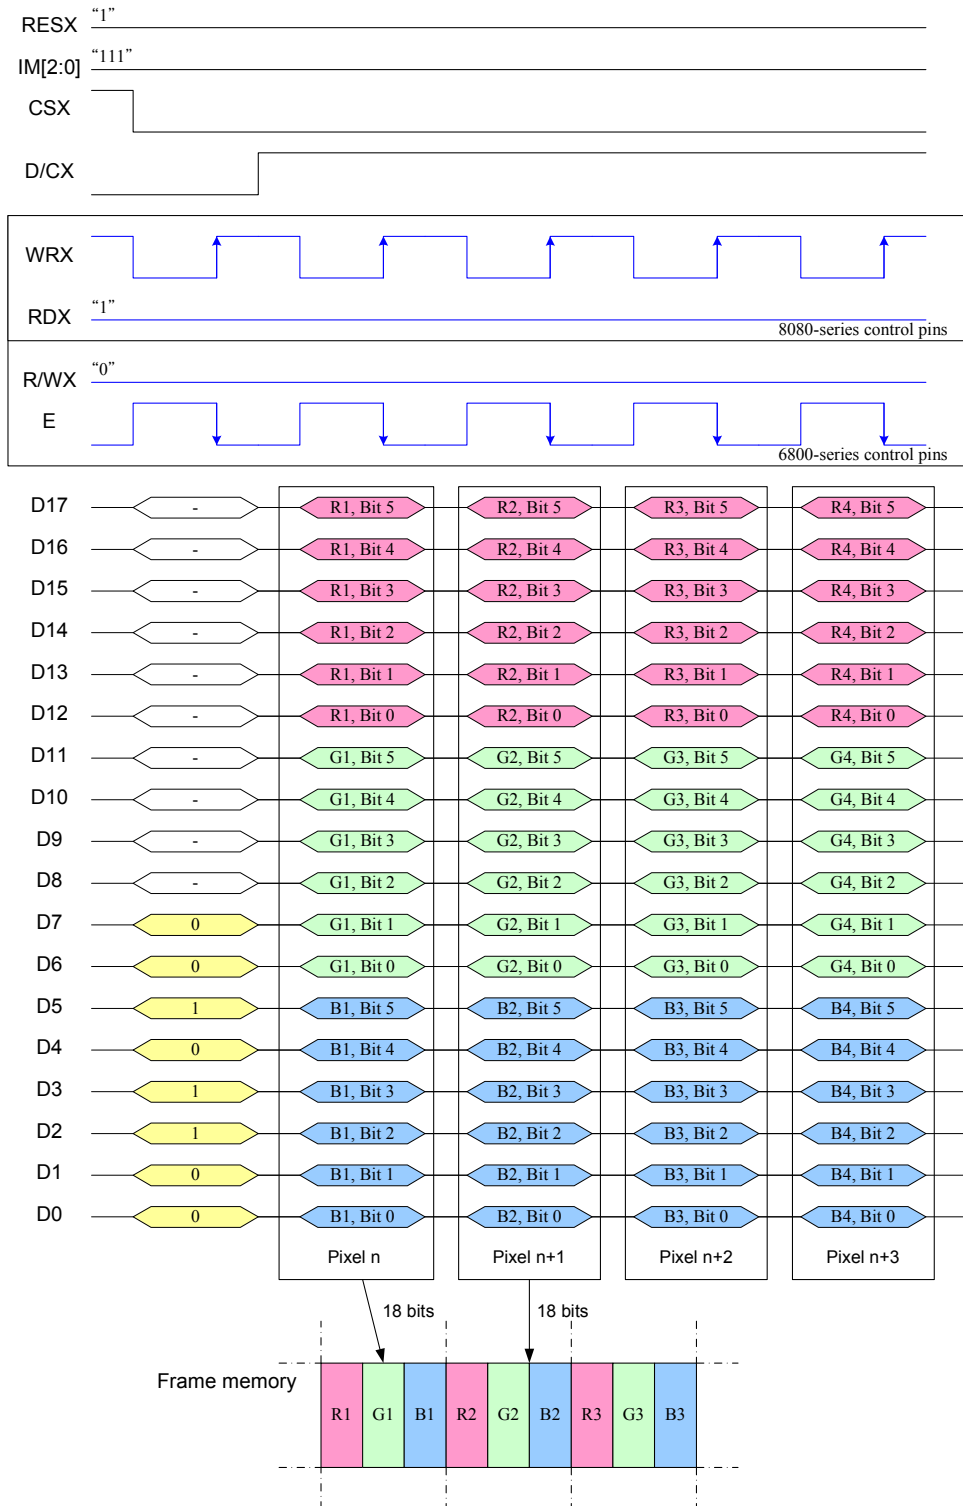 RESX “1”
IM[2:0] “111”
CSX
D/CX
WRX
RDX “1”
8080-series control pins
R/WX “0”
E
6800-series control pins
D17 - R1, Bit 5 R2, Bit 5 R3, Bit 5 R4, Bit 5
D16 - R1, Bit 4 R2, Bit 4 R3, Bit 4 R4, Bit 4
D15 - R1, Bit 3 R2, Bit 3 R3, Bit 3 R4, Bit 3
D14 - R1, Bit 2 R2, Bit 2 R3, Bit 2 R4, Bit 2
D13 - R1, Bit 1 R2, Bit 1 R3, Bit 1 R4, Bit 1
D12 - R1, Bit 0 R2, Bit 0 R3, Bit 0 R4, Bit 0
D11 - G1, Bit 5 G2, Bit 5 G3, Bit 5 G4, Bit 5
D10 - G1, Bit 4 G2, Bit 4 G3, Bit 4 G4, Bit 4
D9 - G1, Bit 3 G2, Bit 3 G3, Bit 3 G4, Bit 3
D8 - G1, Bit 2 G2, Bit 2 G3, Bit 2 G4, Bit 2
D7 0 G1, Bit 1 G2, Bit 1 G3, Bit 1 G4, Bit 1
D6 0 G1, Bit 0 G2, Bit 0 G3, Bit 0 G4, Bit 0
D5 1 B1, Bit 5 B2, Bit 5 B3, Bit 5 B4, Bit 5
D4 0 B1, Bit 4 B2, Bit 4 B3, Bit 4 B4, Bit 4
D3 1 B1, Bit 3 B2, Bit 3 B3, Bit 3 B4, Bit 3
D2 1 B1, Bit 2 B2, Bit 2 B3, Bit 2 B4, Bit 2
D1 0 B1, Bit 1 B2, Bit 1 B3, Bit 1 B4, Bit 1
D0 0 B1, Bit 0 B2, Bit 0 B3, Bit 0 B4, Bit 0
Pixel n Pixel n+1 Pixel n+2 Pixel n+3
18 bits 18 bits
Frame memory
R1 G1 B1 R2 G2 B2 R3 G3 B3